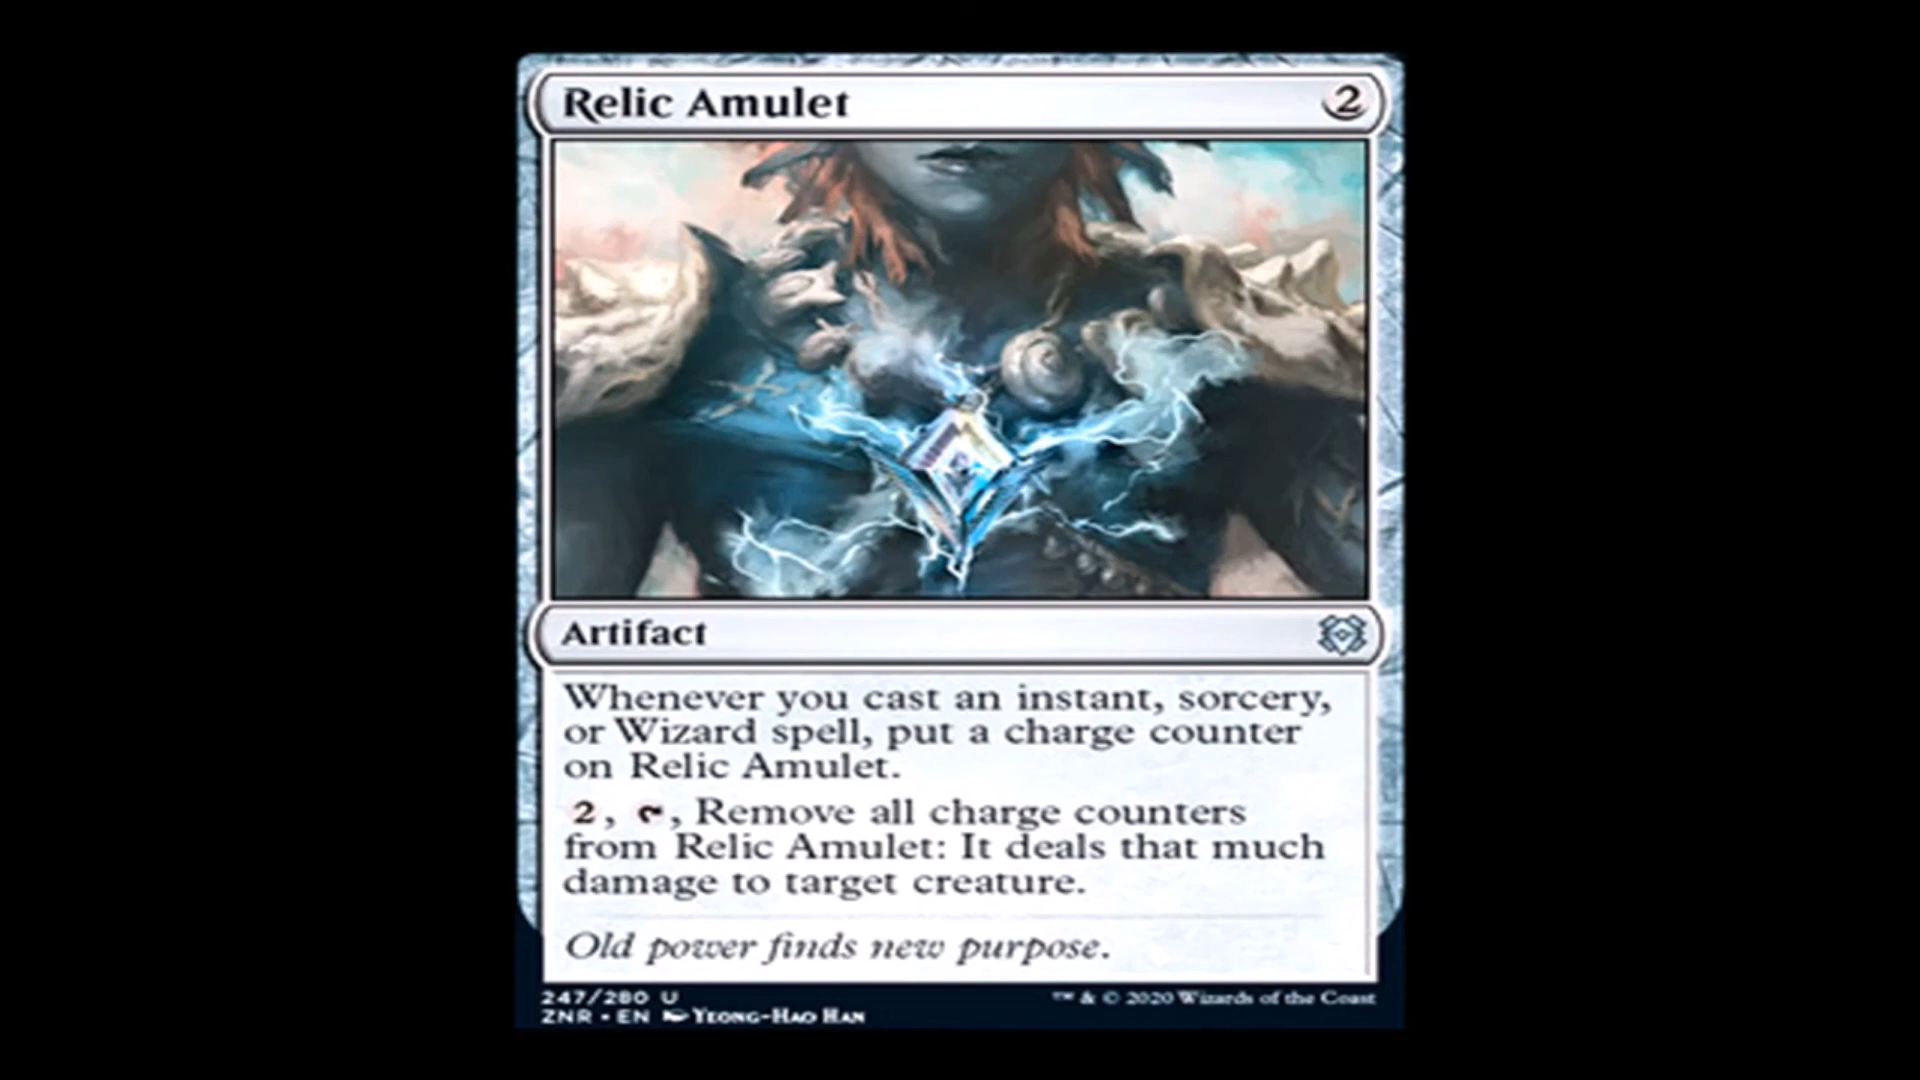 Relic Amulet 2
Artifact
Whenever you cast an instant, sorcery,
or Wizard spell, put a charge counter
on Relic Amulet.
2, , Remove all charge counters
from Relic Amulet: It deals that much
damage to target creature.
Old power finds new purpose.
247/280 U
™ & © 2020 Wizards of the Coast
ZNR • EN Yeong-Hao Han